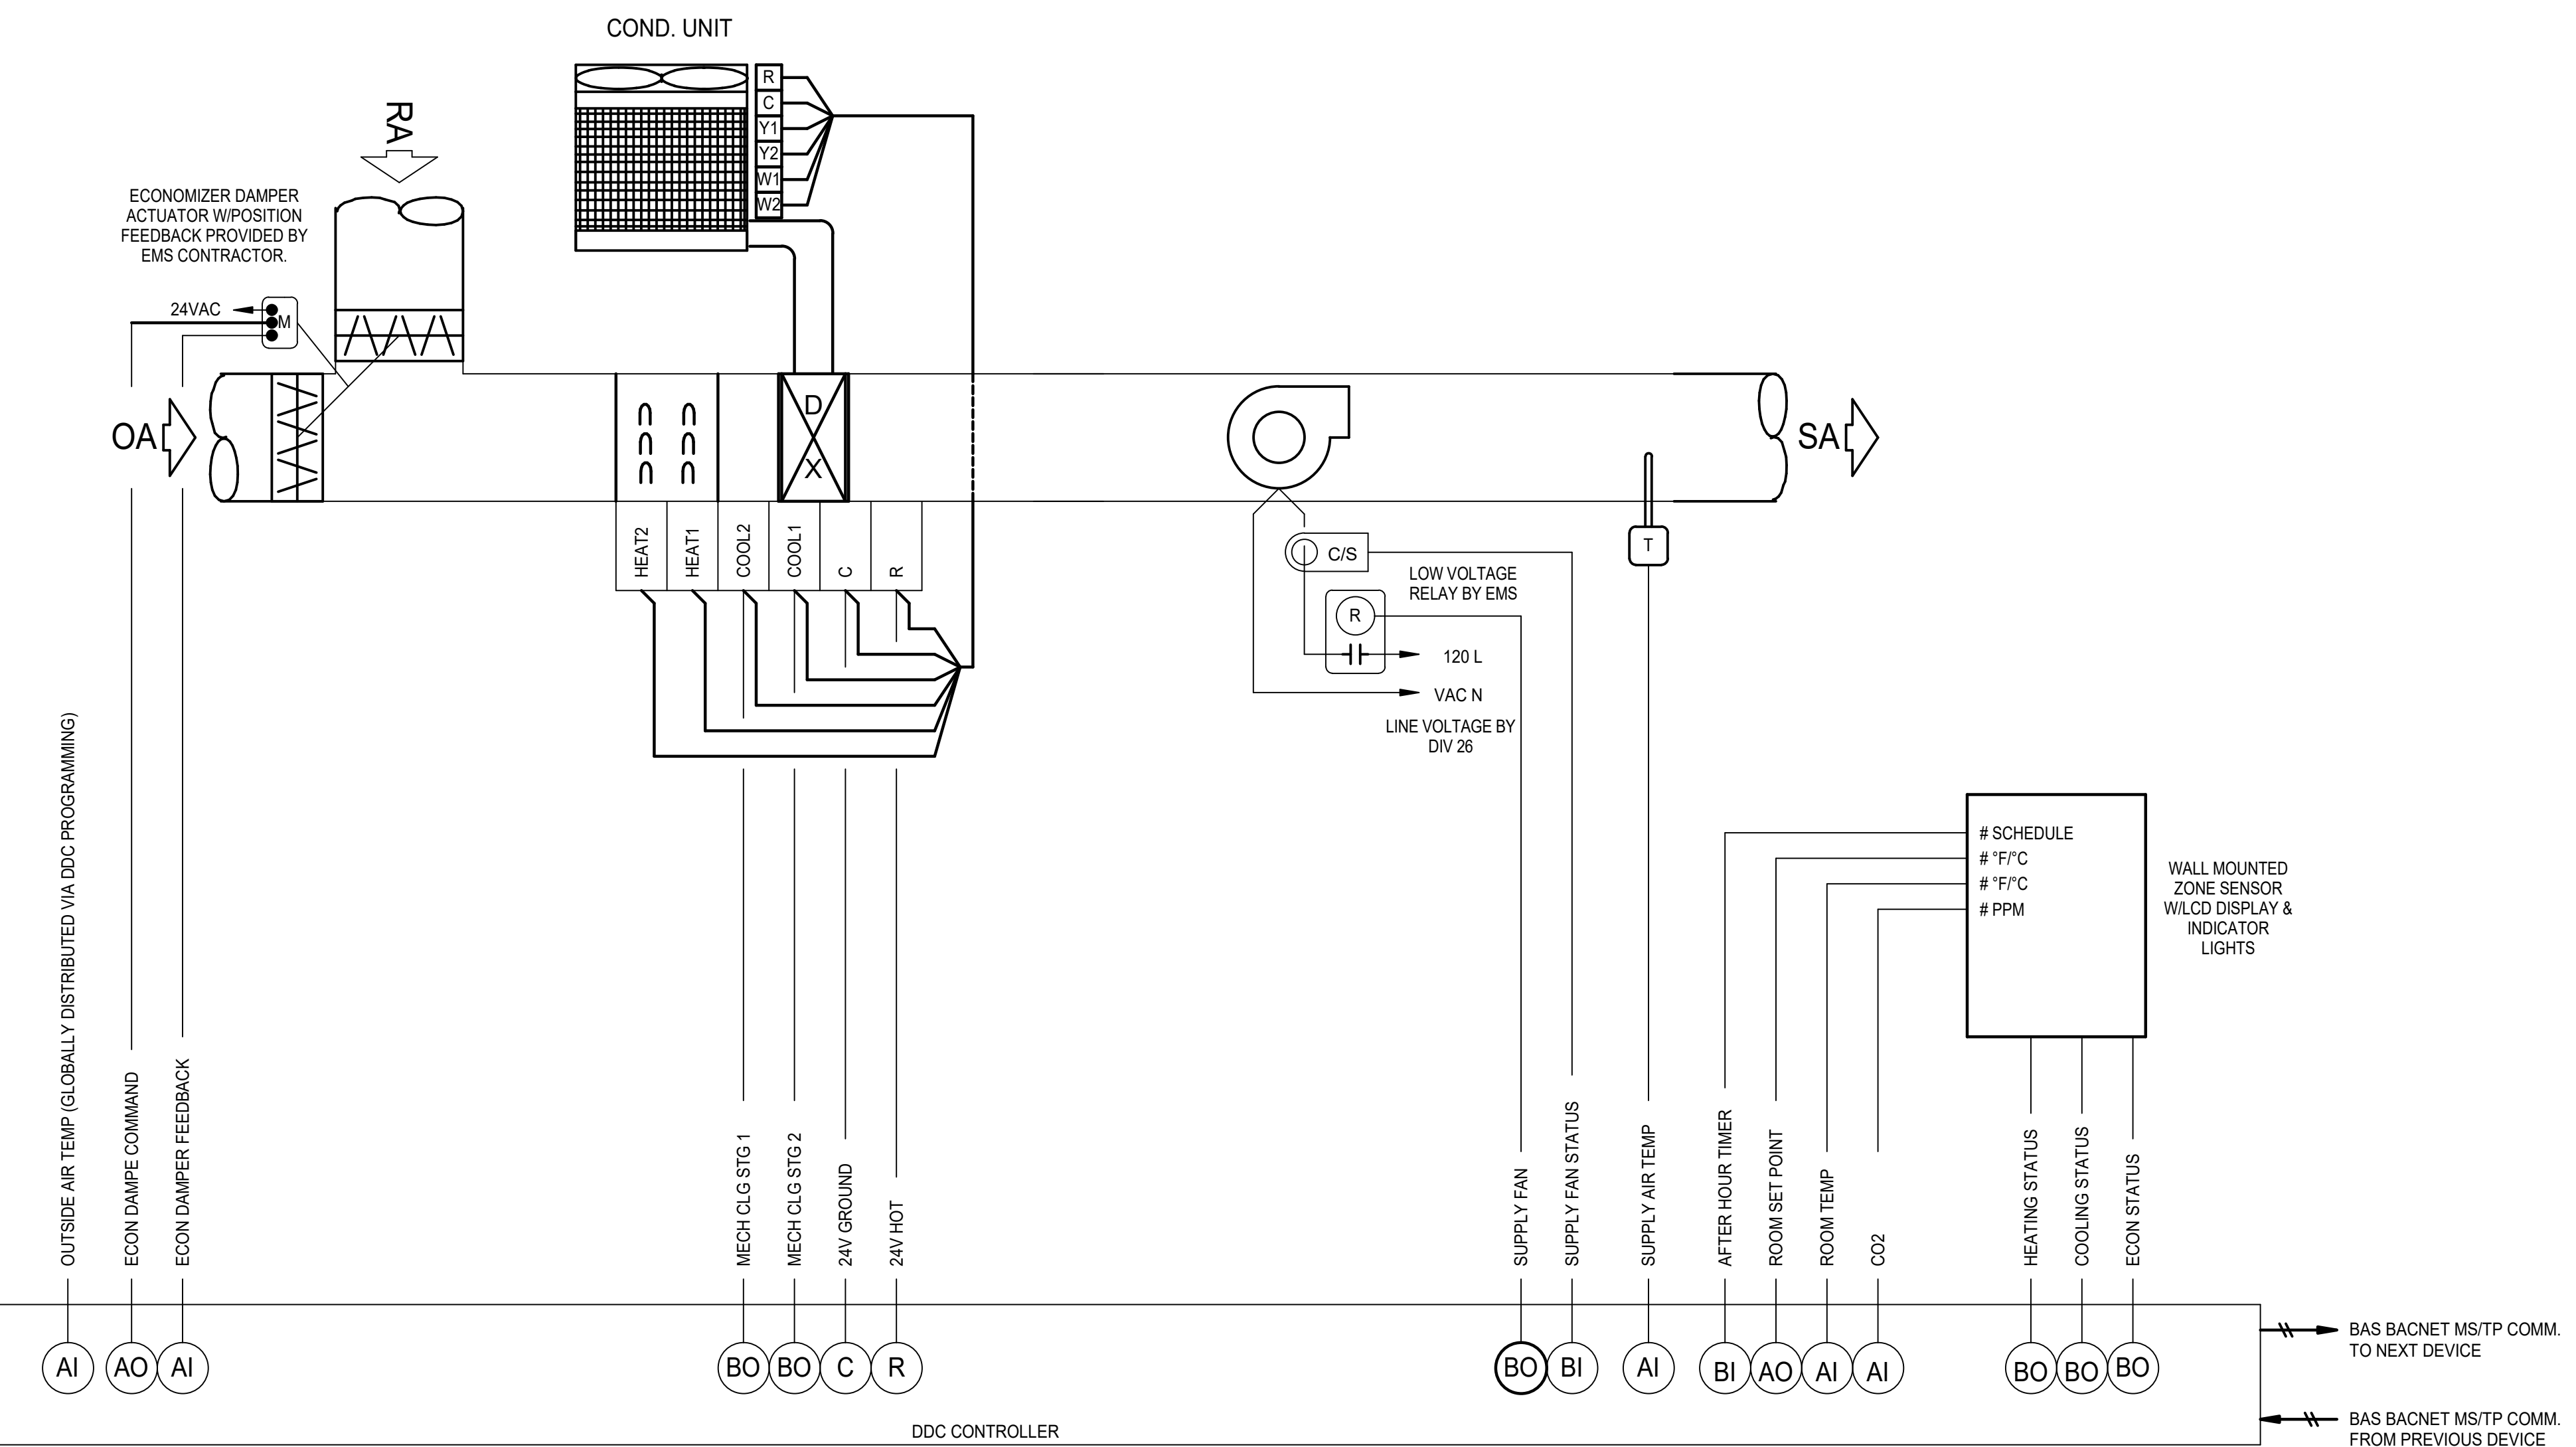 COND. UNIT
R
C
Y1
Y2
W1
W2
RA
ECONOMIZER DAMPER
ACTUATOR W/POSITION
FEEDBACK PROVIDED BY
EMS CONTRACTOR.
24VAC
M
OA
D
X
SA
HEAT2
HEAT1
COOL2
COOL1
C
R
C/S
T
LOW VOLTAGE
RELAY BY EMS
R
120 L
VAC N
LINE VOLTAGE BY
DIV 26
# SCHEDULE
# °F/°C
# °F/°C
# PPM
WALL MOUNTED
ZONE SENSOR
W/LCD DISPLAY &
INDICATOR
LIGHTS
OUTSIDE AIR TEMP (GLOBALLY DISTRIBUTED VIA DDC PROGRAMMING)
ECON DAMPE COMMAND
ECON DAMPER FEEDBACK
MECH CLG STG 1
MECH CLG STG 2
24V GROUND
24V HOT
SUPPLY FAN
SUPPLY FAN STATUS
SUPPLY AIR TEMP
AFTER HOUR TIMER
ROOM SET POINT
ROOM TEMP
CO2
HEATING STATUS
COOLING STATUS
ECON STATUS
AI
AO
AI
BO
BO
C
R
BO
BI
AI
BI
AO
AI
AI
BO
BO
BO
BAS BACNET MS/TP COMM.
TO NEXT DEVICE
DDC CONTROLLER
BAS BACNET MS/TP COMM.
FROM PREVIOUS DEVICE